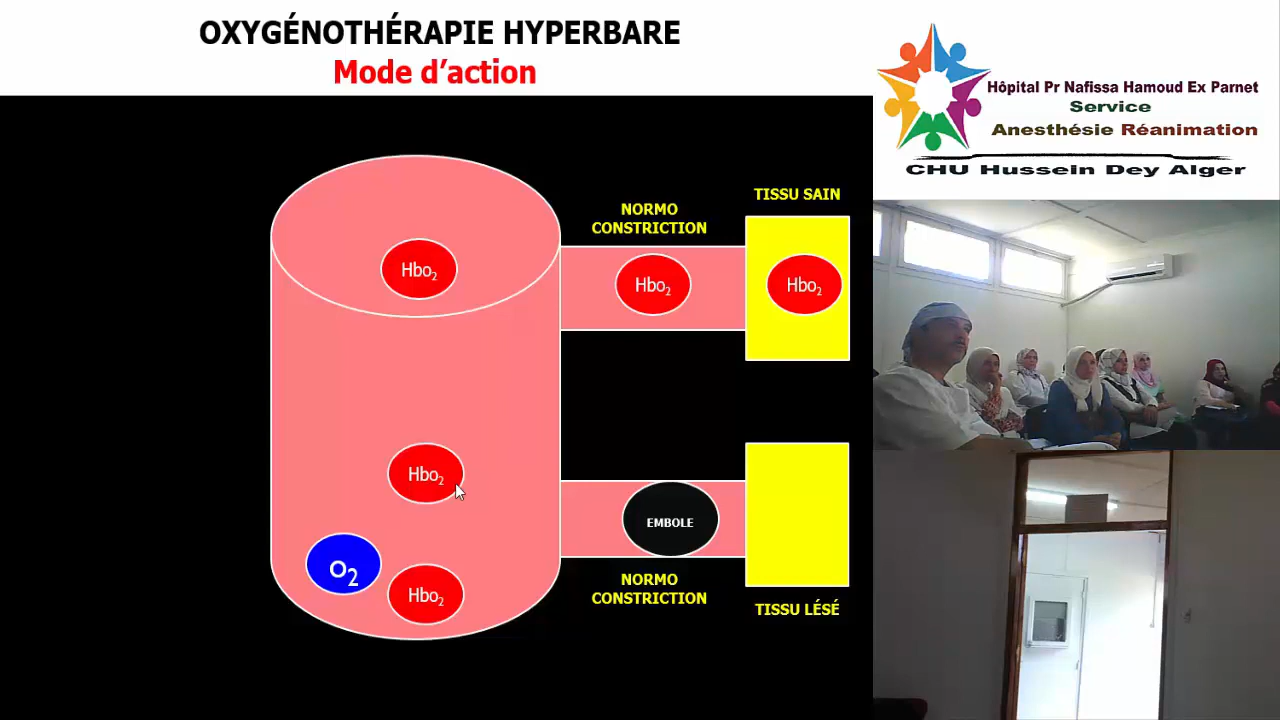 OXYGÉNOTHÉRAPIE HYPERBARE
Mode d’action
Hôpital Pr Nafissa Hamoud Ex Parnet
Service
Anesthésie Réanimation
CHU Hussein Dey Alger
TISSU SAIN
NORMO
CONSTRICTION
Hbo₂
Hbo₂
Hbo₂
Hbo₂
EMBOLE
O₂
Hbo₂
NORMO
CONSTRICTION
TISSU LÉSÉ